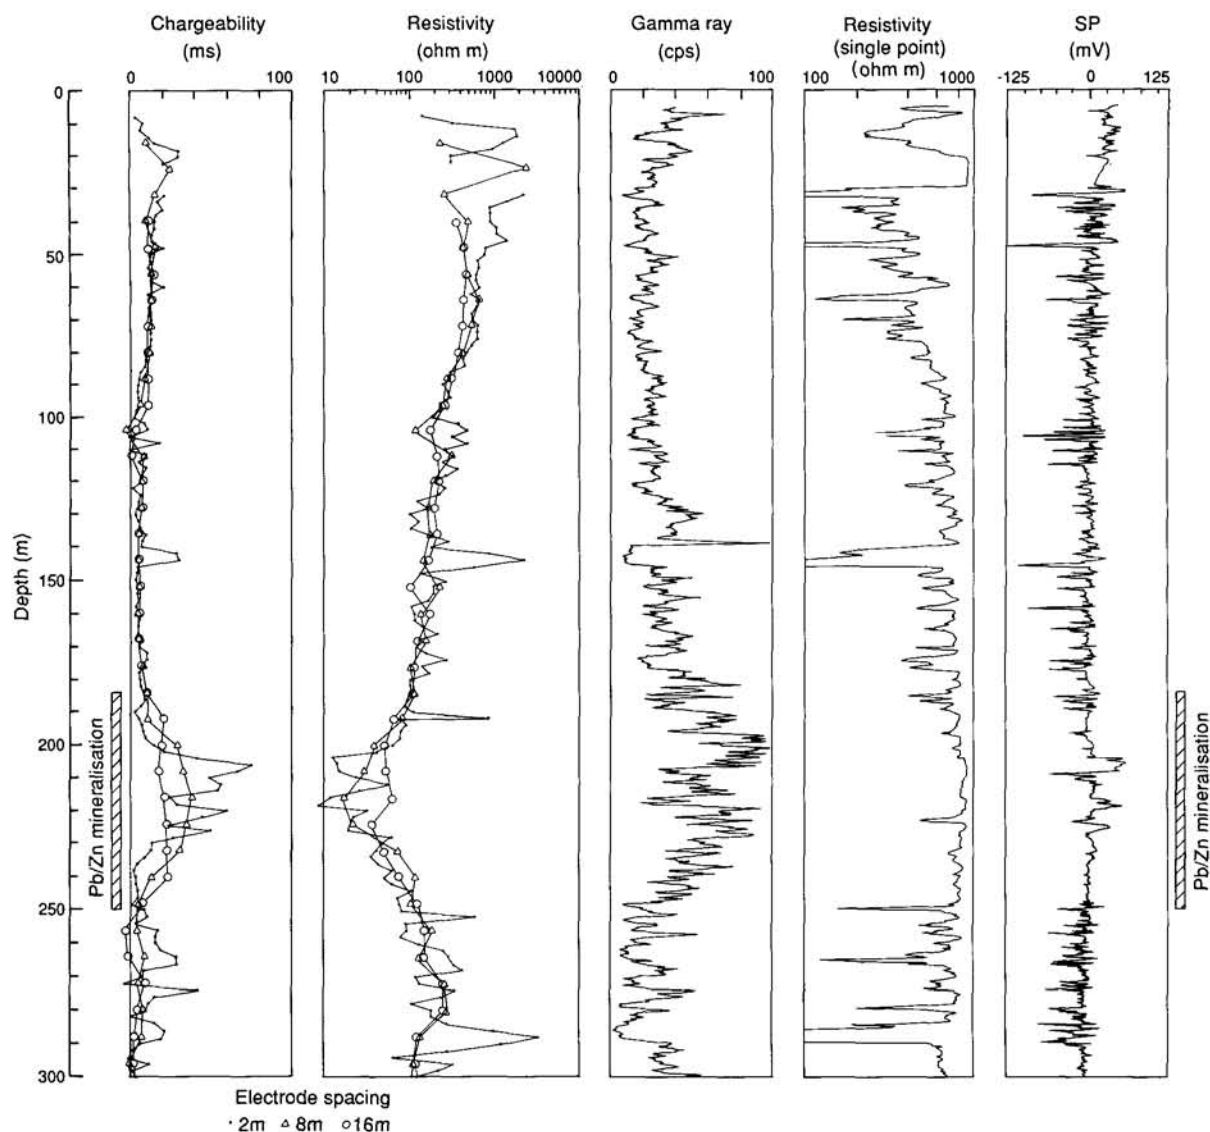 Chargeability
(ms)
Resistivity
(ohm m)
Gamma ray
(cps)
Resistivity
(single point)
(ohm m)
SP
(mV)
0 100
10 100 1000 10000
0 100
100 1000
-125 0 125
0
50
100
150
200
250
300
Depth (m)
Pb/Zn mineralisation
Pb/Zn mineralisation
Electrode spacing
2m 8m 16m